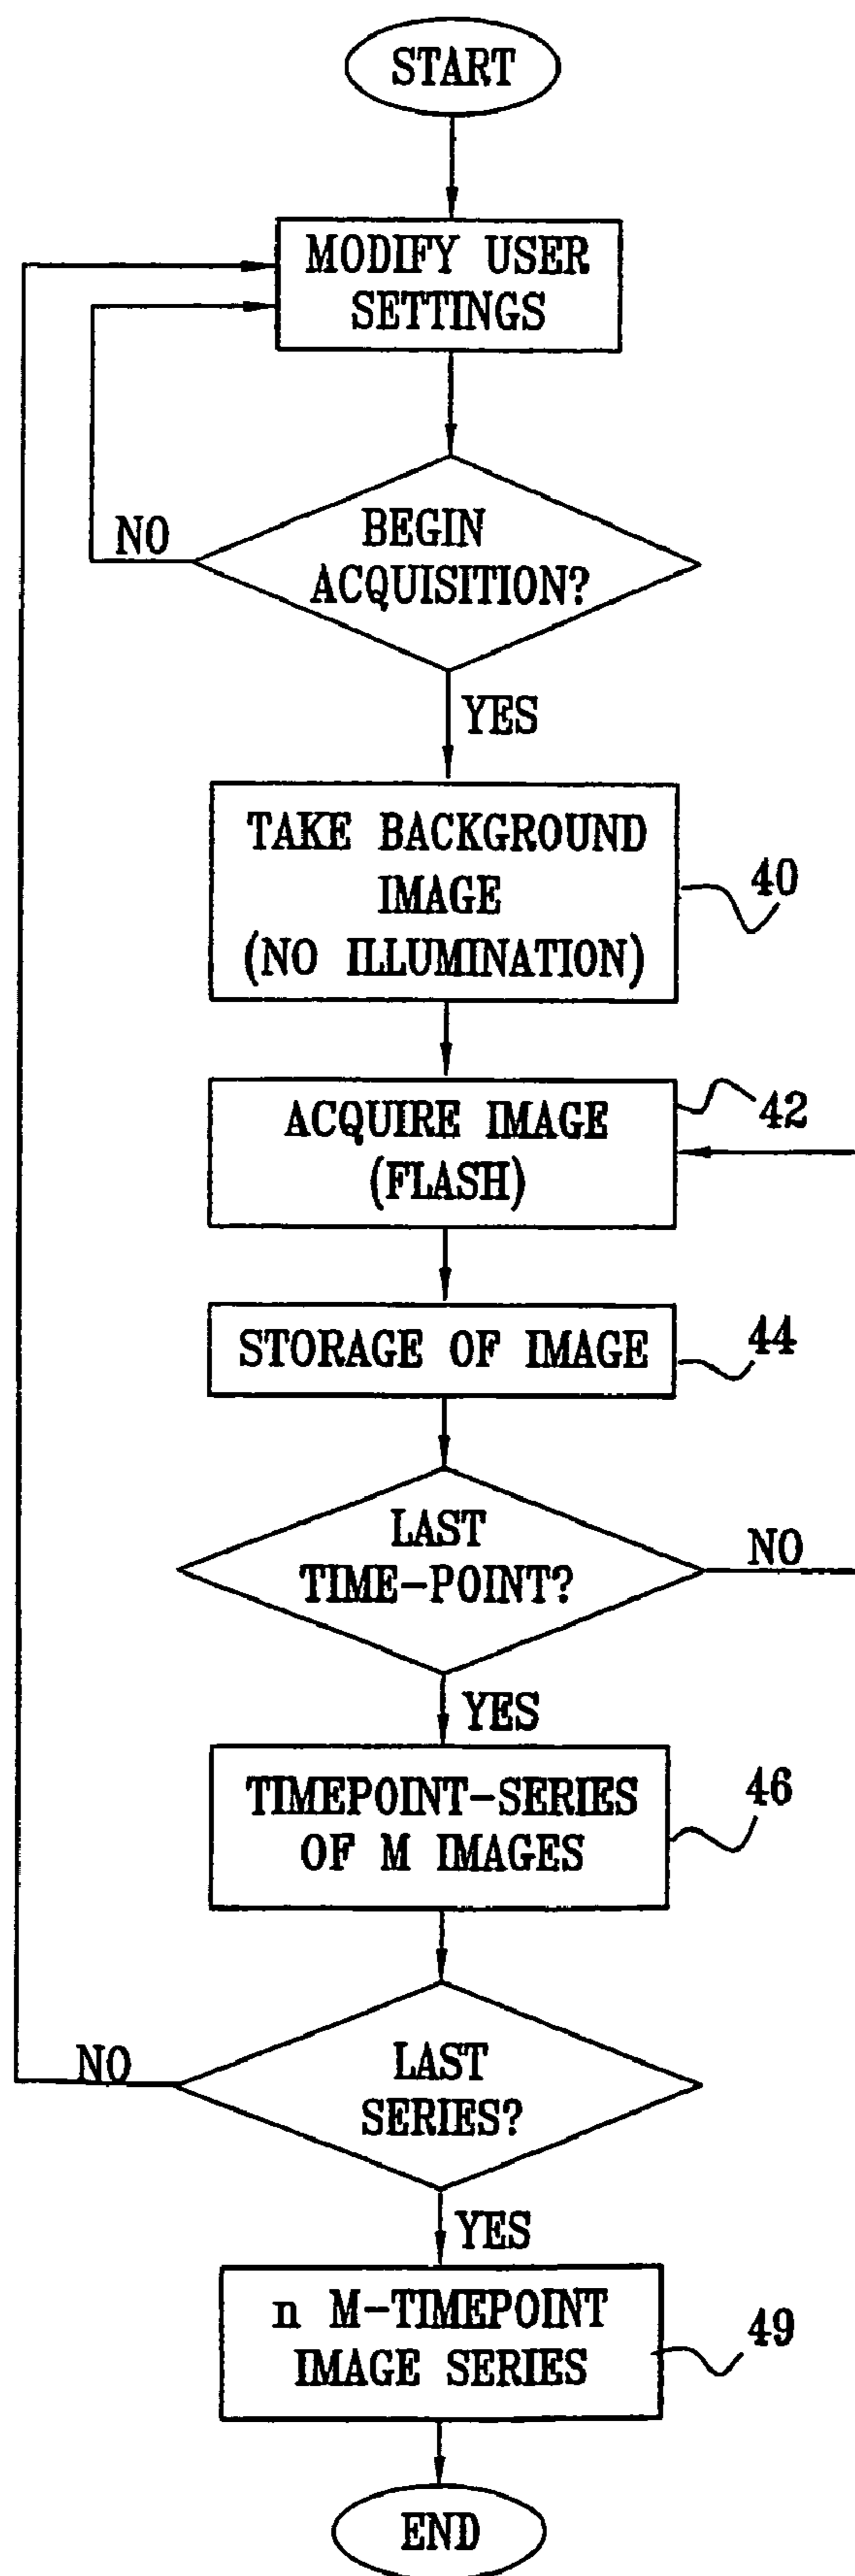 START
MODIFY USER
SETTINGS
BEGIN
ACQUISITION?
NO
YES
TAKE BACKGROUND
IMAGE
(NO ILLUMINATION)
40
ACQUIRE IMAGE
(FLASH)
42
STORAGE OF IMAGE
44
LAST
TIME-POINT?
NO
YES
TIMEPOINT-SERIES
OF M IMAGES
46
LAST
SERIES?
NO
YES
n M-TIMEPOINT
IMAGE SERIES
49
END